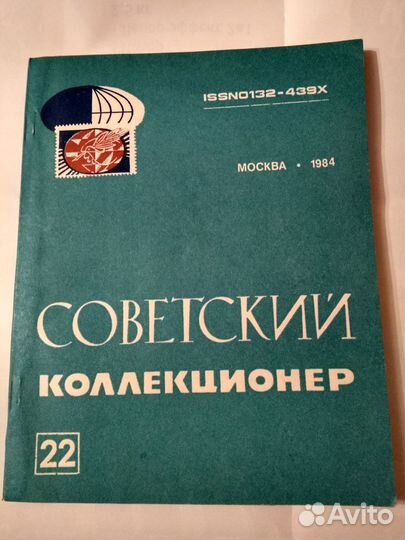 ISSN0132-439X
МОСКВА • 1984
СОВЕТСКИЙ
КОЛЛЕКЦИОНЕР
22
Avito